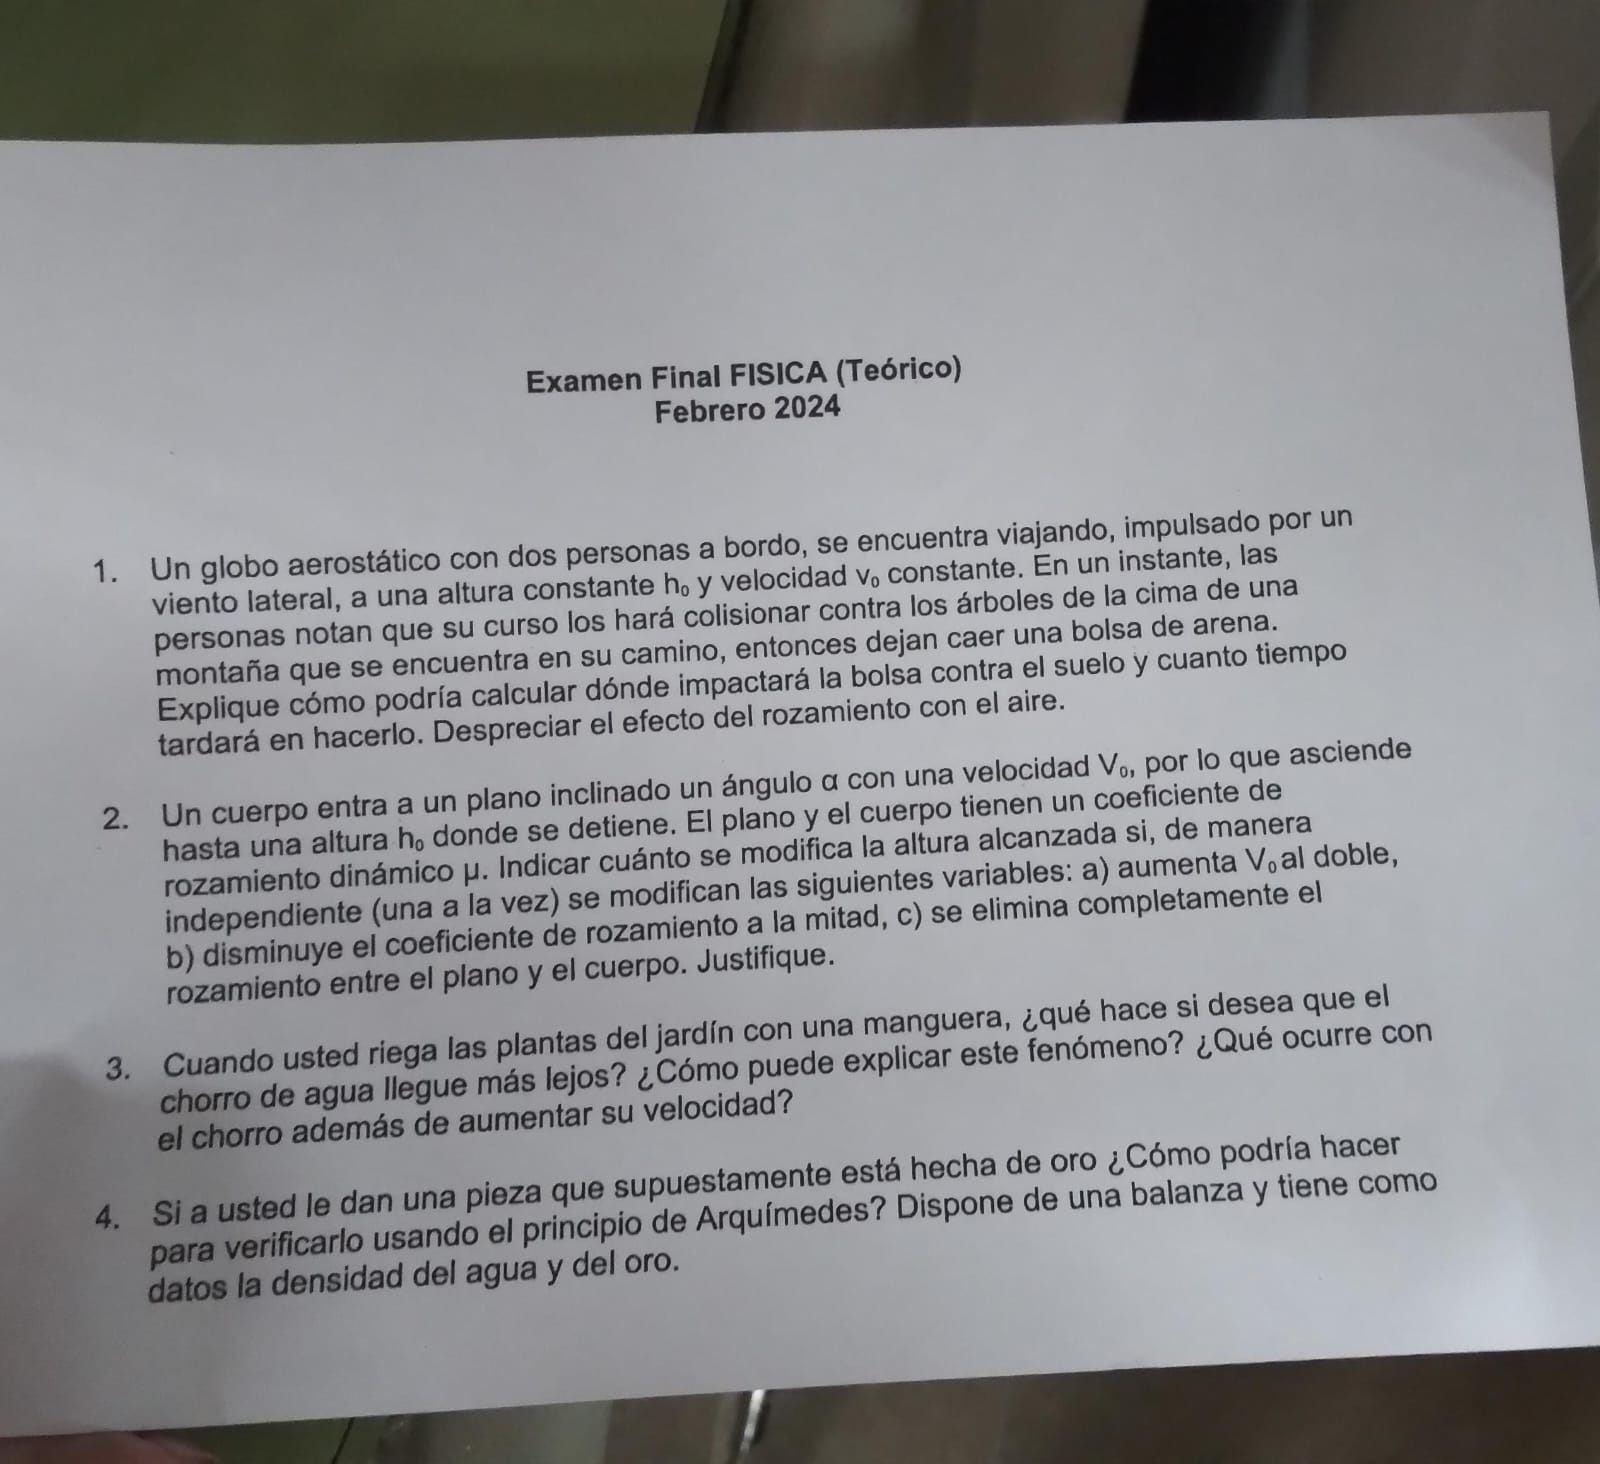 Examen Final FISICA (Teórico)
Febrero 2024
1. Un globo aerostático con dos personas a bordo, se encuentra viajando, impulsado por un
viento lateral, a una altura constante h₀ y velocidad v₀ constante. En un instante, las
personas notan que su curso los hará colisionar contra los árboles de la cima de una
montaña que se encuentra en su camino, entonces dejan caer una bolsa de arena.
Explique cómo podría calcular dónde impactará la bolsa contra el suelo y cuanto tiempo
tardará en hacerlo. Despreciar el efecto del rozamiento con el aire.
2. Un cuerpo entra a un plano inclinado un ángulo α con una velocidad V₀, por lo que asciende
hasta una altura h₀ donde se detiene. El plano y el cuerpo tienen un coeficiente de
rozamiento dinámico μ. Indicar cuánto se modifica la altura alcanzada si, de manera
independiente (una a la vez) se modifican las siguientes variables: a) aumenta V₀ al doble,
b) disminuye el coeficiente de rozamiento a la mitad, c) se elimina completamente el
rozamiento entre el plano y el cuerpo. Justifique.
3. Cuando usted riega las plantas del jardín con una manguera, ¿qué hace si desea que el
chorro de agua llegue más lejos? ¿Cómo puede explicar este fenómeno? ¿Qué ocurre con
el chorro además de aumentar su velocidad?
4. Si a usted le dan una pieza que supuestamente está hecha de oro ¿Cómo podría hacer
para verificarlo usando el principio de Arquímedes? Dispone de una balanza y tiene como
datos la densidad del agua y del oro.